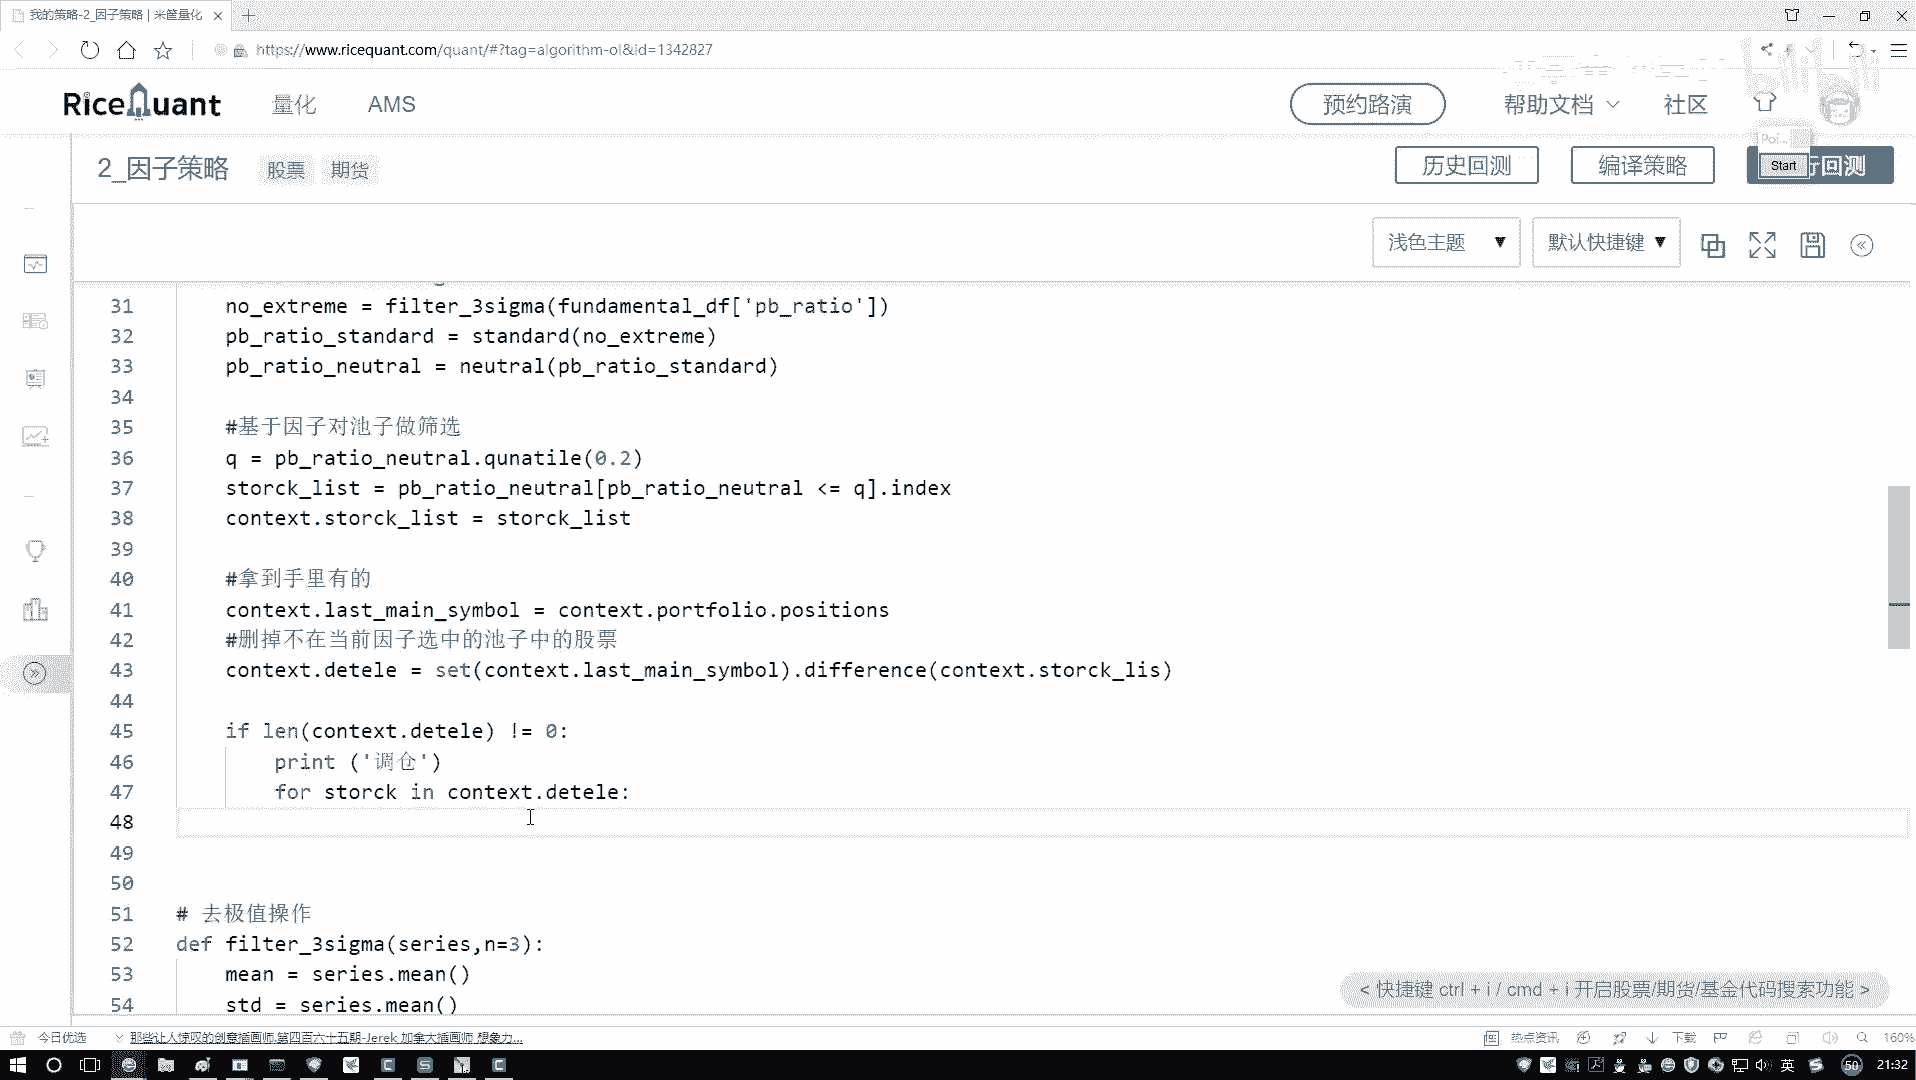 我的策略-2_因子策略 | 米筐量化
https://www.ricequant.com/quant/#?tag=algorithm-ol&id=1342827
bilibili
RiceQuant 量化 AMS 预约路演 帮助文档 社区
Poi...
2_因子策略 股票 期货 历史回测 编译策略 Start 行回测
浅色主题 默认快捷键
31 no_extreme = filter_3sigma(fundamental_df['pb_ratio'])
32 pb_ratio_standard = standard(no_extreme)
33 pb_ratio_neutral = neutral(pb_ratio_standard)
34
35 #基于因子对池子做筛选
36 q = pb_ratio_neutral.qunatile(0.2)
37 storck_list = pb_ratio_neutral[pb_ratio_neutral <= q].index
38 context.storck_list = storck_list
39
40 #拿到手里有的
41 context.last_main_symbol = context.portfolio.positions
42 #删掉不在当前因子选中的池子中的股票
43 context.detele = set(context.last_main_symbol).difference(context.storck_lis)
44
45 if len(context.detele) != 0:
46 print ('调仓')
47 for storck in context.detele:
48
49
50
51 # 去极值操作
52 def filter_3sigma(series,n=3):
53 mean = series.mean()
54 std = series.mean()
< 快捷键 ctrl + i / cmd + i 开启股票/期货/基金代码搜索功能 >
今日优选 那些让人惊叹的创意插画师.第四百六十五期-Jerek 加拿大插画师 想象力... 热点资讯 下载 160%
英 50 21:32